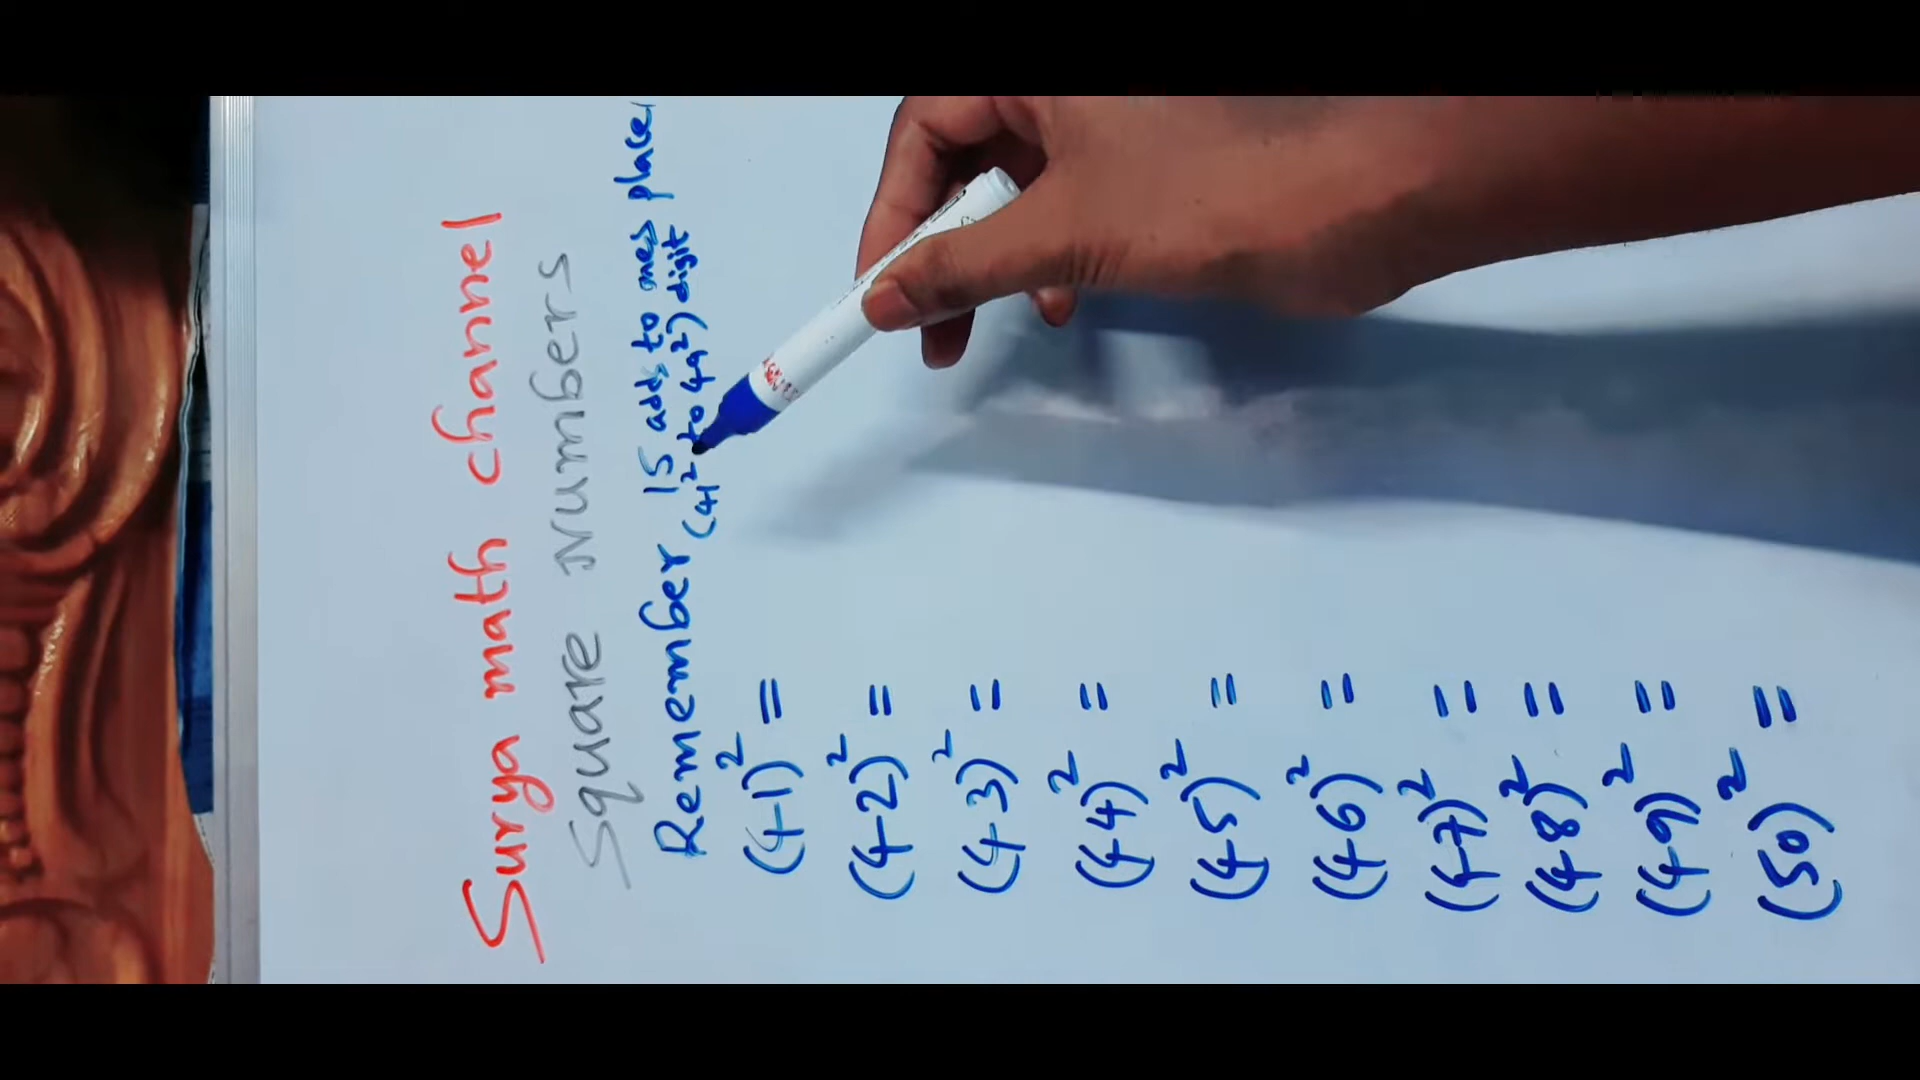 Surya math channel
Square Numbers
Remember 15 adds to ones place
(41² to 49²) digit
(41)² =
(42)² =
(43)² =
(44)² =
(45)² =
(46)² =
(47)² =
(48)² =
(49)² =
(50)² =